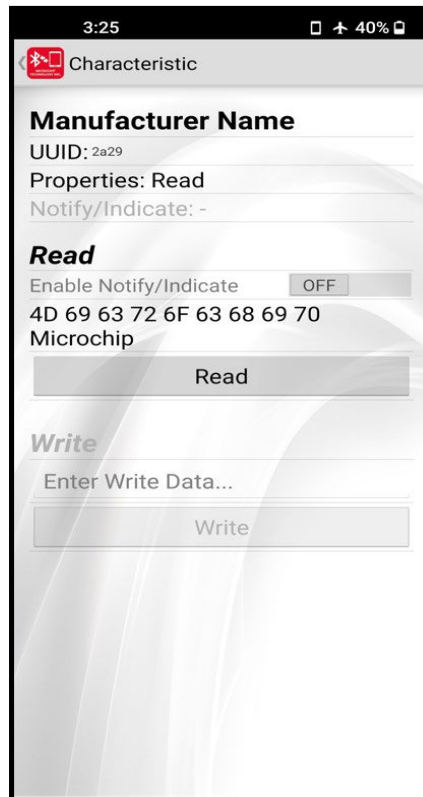 3:25 40%
Characteristic
Manufacturer Name
UUID: 2a29
Properties: Read
Notify/Indicate: -
Read
Enable Notify/Indicate OFF
4D 69 63 72 6F 63 68 69 70
Microchip
Read
Write
Enter Write Data...
Write